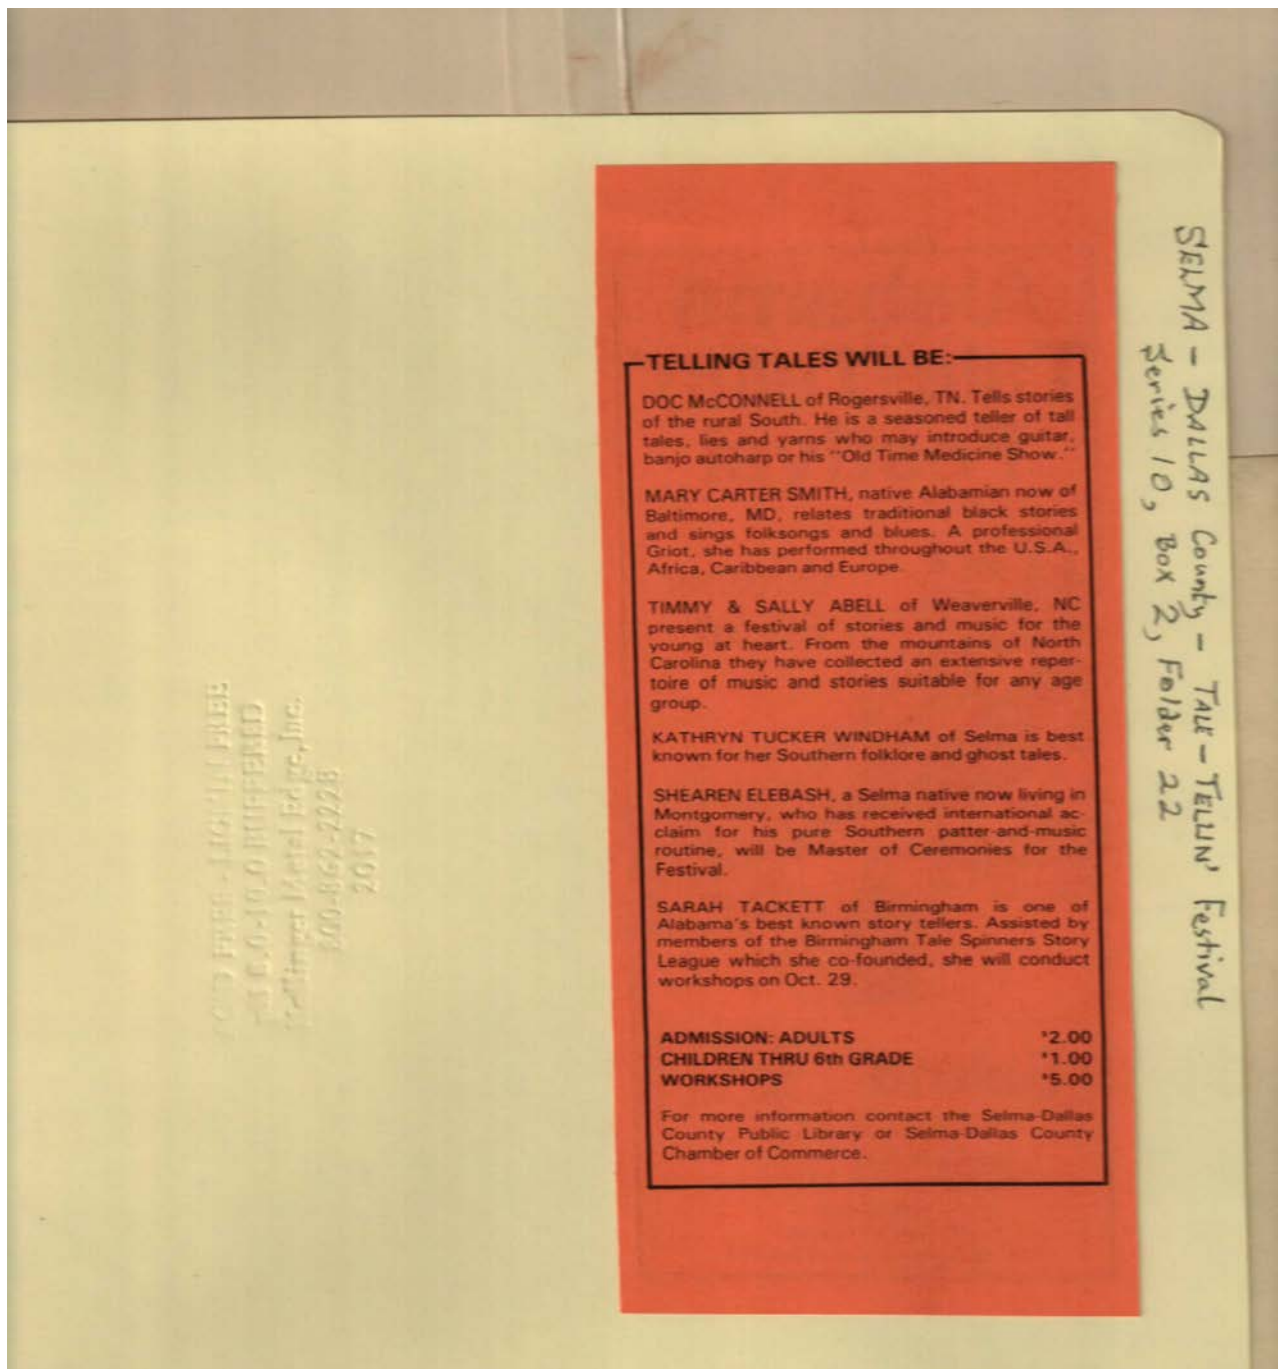 TELLING TALES WILL BE:
DOC McCONNELL of Rogersville, TN. Tells stories
of the rural South. He is a seasoned teller of tall
tales, lies and yarns who may introduce guitar,
banjo autoharp or his "Old Time Medicine Show."
MARY CARTER SMITH, native Alabamian now of
Baltimore, MD, relates traditional black stories
and sings folksongs and blues. A professional
Griot, she has performed throughout the U.S.A.,
Africa, Caribbean and Europe.
TIMMY & SALLY ABELL of Weaverville, NC
present a festival of stories and music for the
young at heart. From the mountains of North
Carolina they have collected an extensive reper-
toire of music and stories suitable for any age
group.
KATHRYN TUCKER WINDHAM of Selma is best
known for her Southern folklore and ghost tales.
SHEAREN ELEBASH, a Selma native now living in
Montgomery, who has received international ac-
claim for his pure Southern patter-and-music
routine, will be Master of Ceremonies for the
Festival.
SARAH TACKETT of Birmingham is one of
Alabama's best known story tellers. Assisted by
members of the Birmingham Tale Spinners Story
League which she co-founded, she will conduct
workshops on Oct. 29.
ADMISSION: ADULTS $2.00
CHILDREN THRU 6th GRADE $1.00
WORKSHOPS $5.00
For more information contact the Selma-Dallas
County Public Library or Selma-Dallas County
Chamber of Commerce.
SELMA - DALLAS County - TALE-TELLIN' Festival
Series 10, Box 2, Folder 22
FREE
BUFFERED
Metal Edge, Inc.
800-862-2228
2017